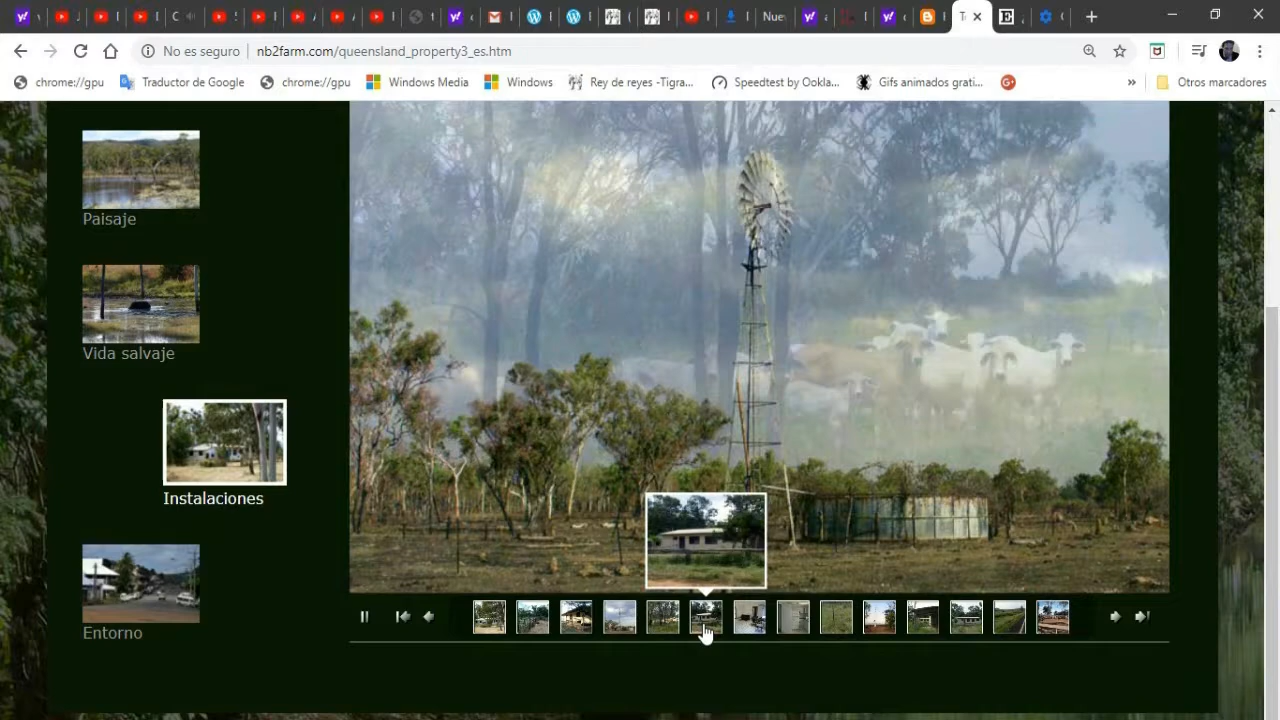 No es seguro
nb2farm.com/queensland_property3_es.htm
chrome://gpu
Traductor de Google
chrome://gpu
Windows Media
Windows
Rey de reyes -Tigra...
Speedtest by Ookla...
Gifs animados grati...
»
Otros marcadores
Paisaje
Vida salvaje
Instalaciones
Entorno